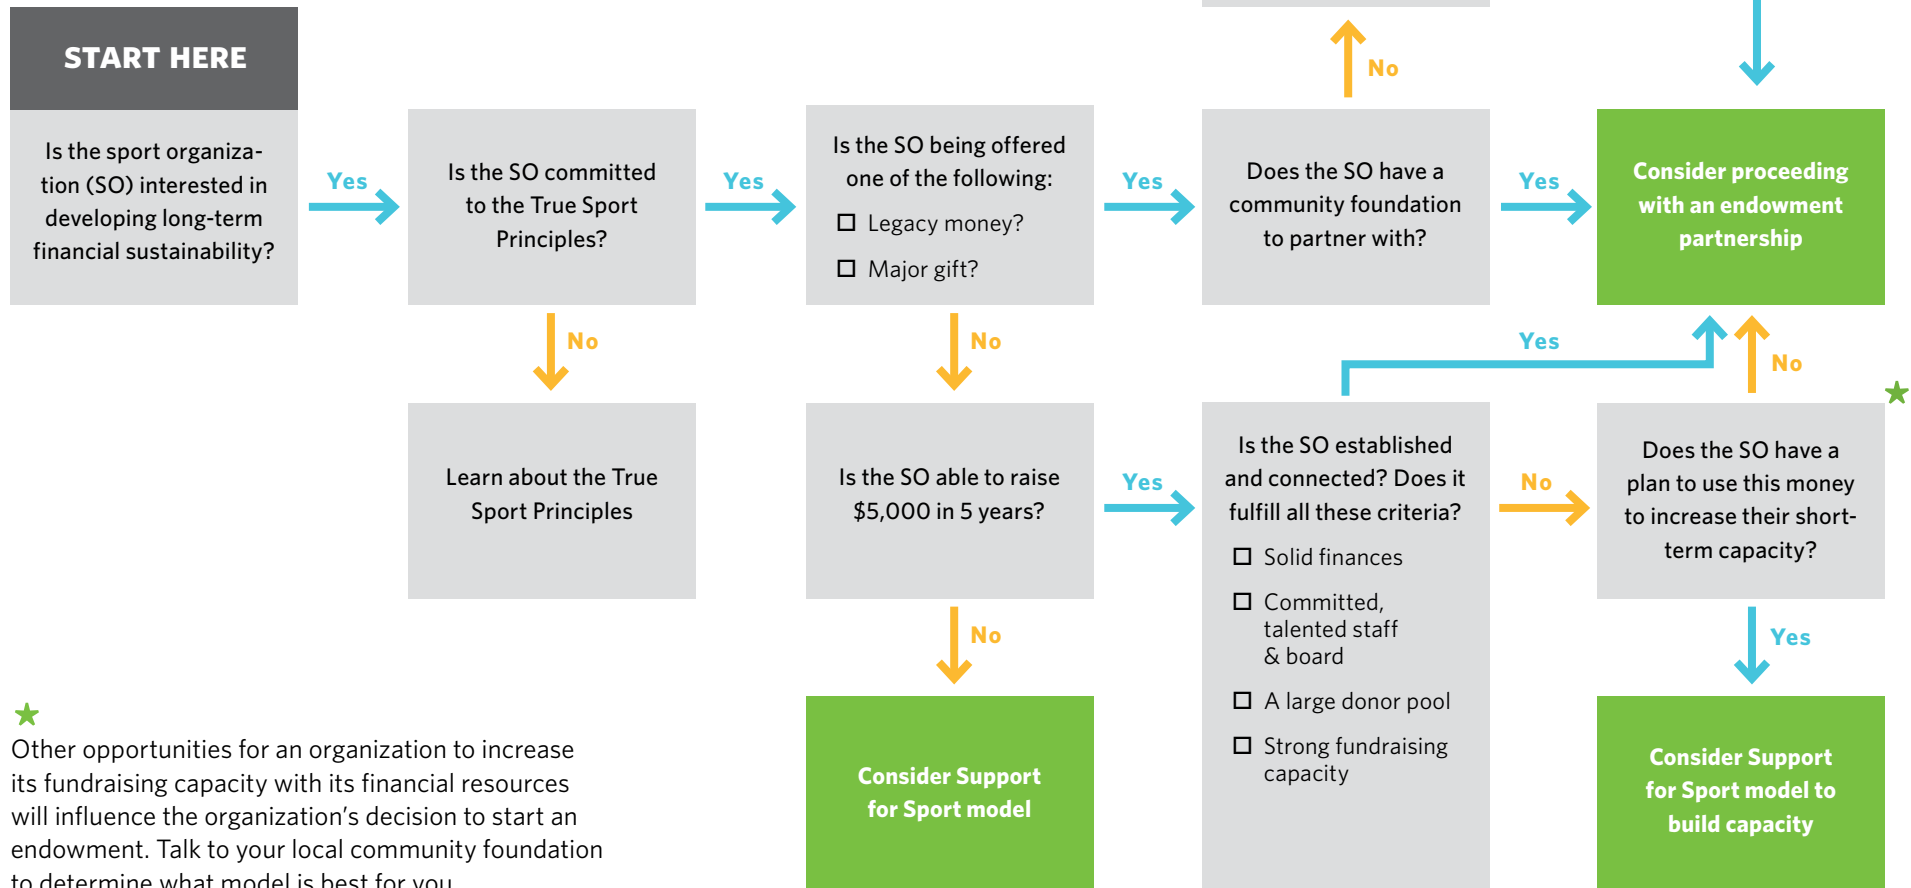 START HERE
Is the sport organiza-
tion (SO) interested in
developing long-term
financial sustainability?
Yes
Is the SO committed
to the True Sport
Principles?
Yes
Is the SO being offered
one of the following:
Legacy money?
Major gift?
Yes
No
Does the SO have a
community foundation
to partner with?
Yes
Consider proceeding
with an endowment
partnership
No
No
Yes
No
Learn about the True
Sport Principles
Is the SO able to raise
$5,000 in 5 years?
Yes
Is the SO established
and connected? Does it
fulfill all these criteria?
Solid finances
Committed,
talented staff
& board
A large donor pool
Strong fundraising
capacity
No
Does the SO have a
plan to use this money
to increase their short-
term capacity?
No
Yes
Consider Support
for Sport model
Consider Support
for Sport model to
build capacity
Other opportunities for an organization to increase
its fundraising capacity with its financial resources
will influence the organization's decision to start an
endowment. Talk to your local community foundation
to determine what model is best for you